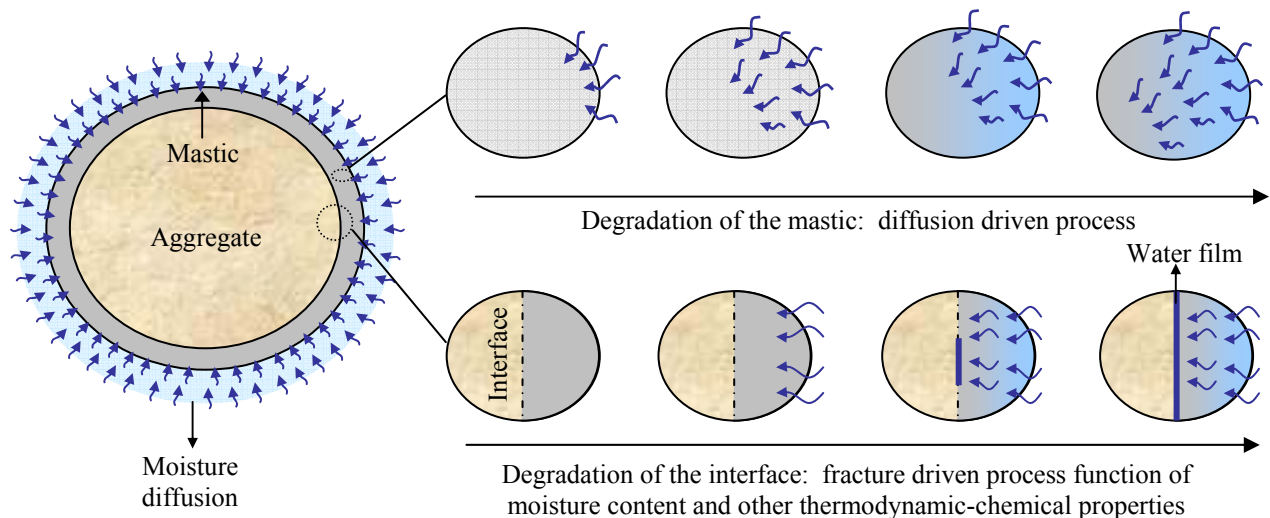 Mastic
Aggregate
Moisture
diffusion
Degradation of the mastic:  diffusion driven process
Water film
Interface
Degradation of the interface:  fracture driven process function of
moisture content and other thermodynamic-chemical properties